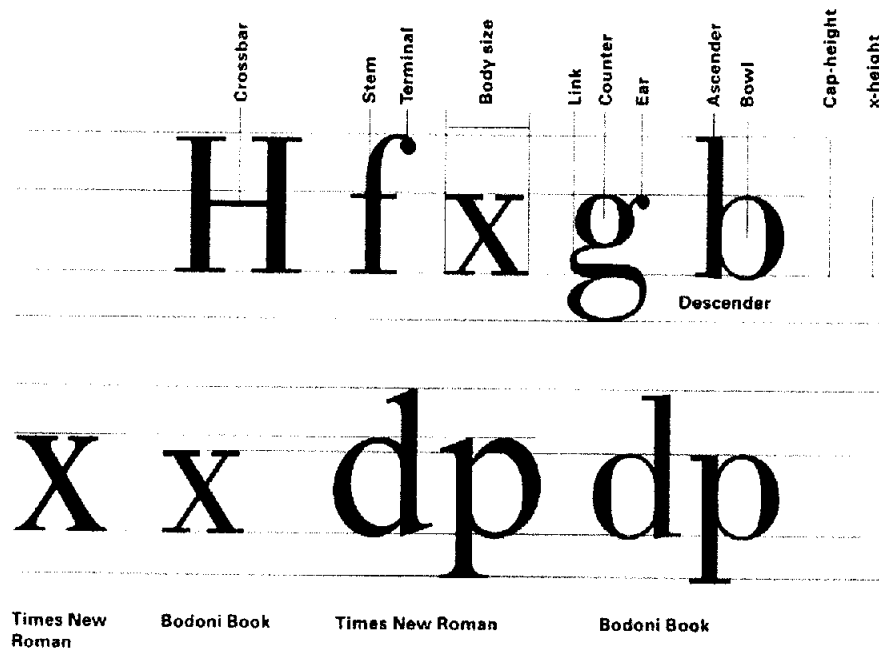 Crossbar
Stem
Terminal
Body size
Link
Counter
Ear
Ascender
Bowl
Cap-height
x-height
H f x g b
Descender
x x dp dp
Times New
Roman
Bodoni Book
Times New Roman
Bodoni Book